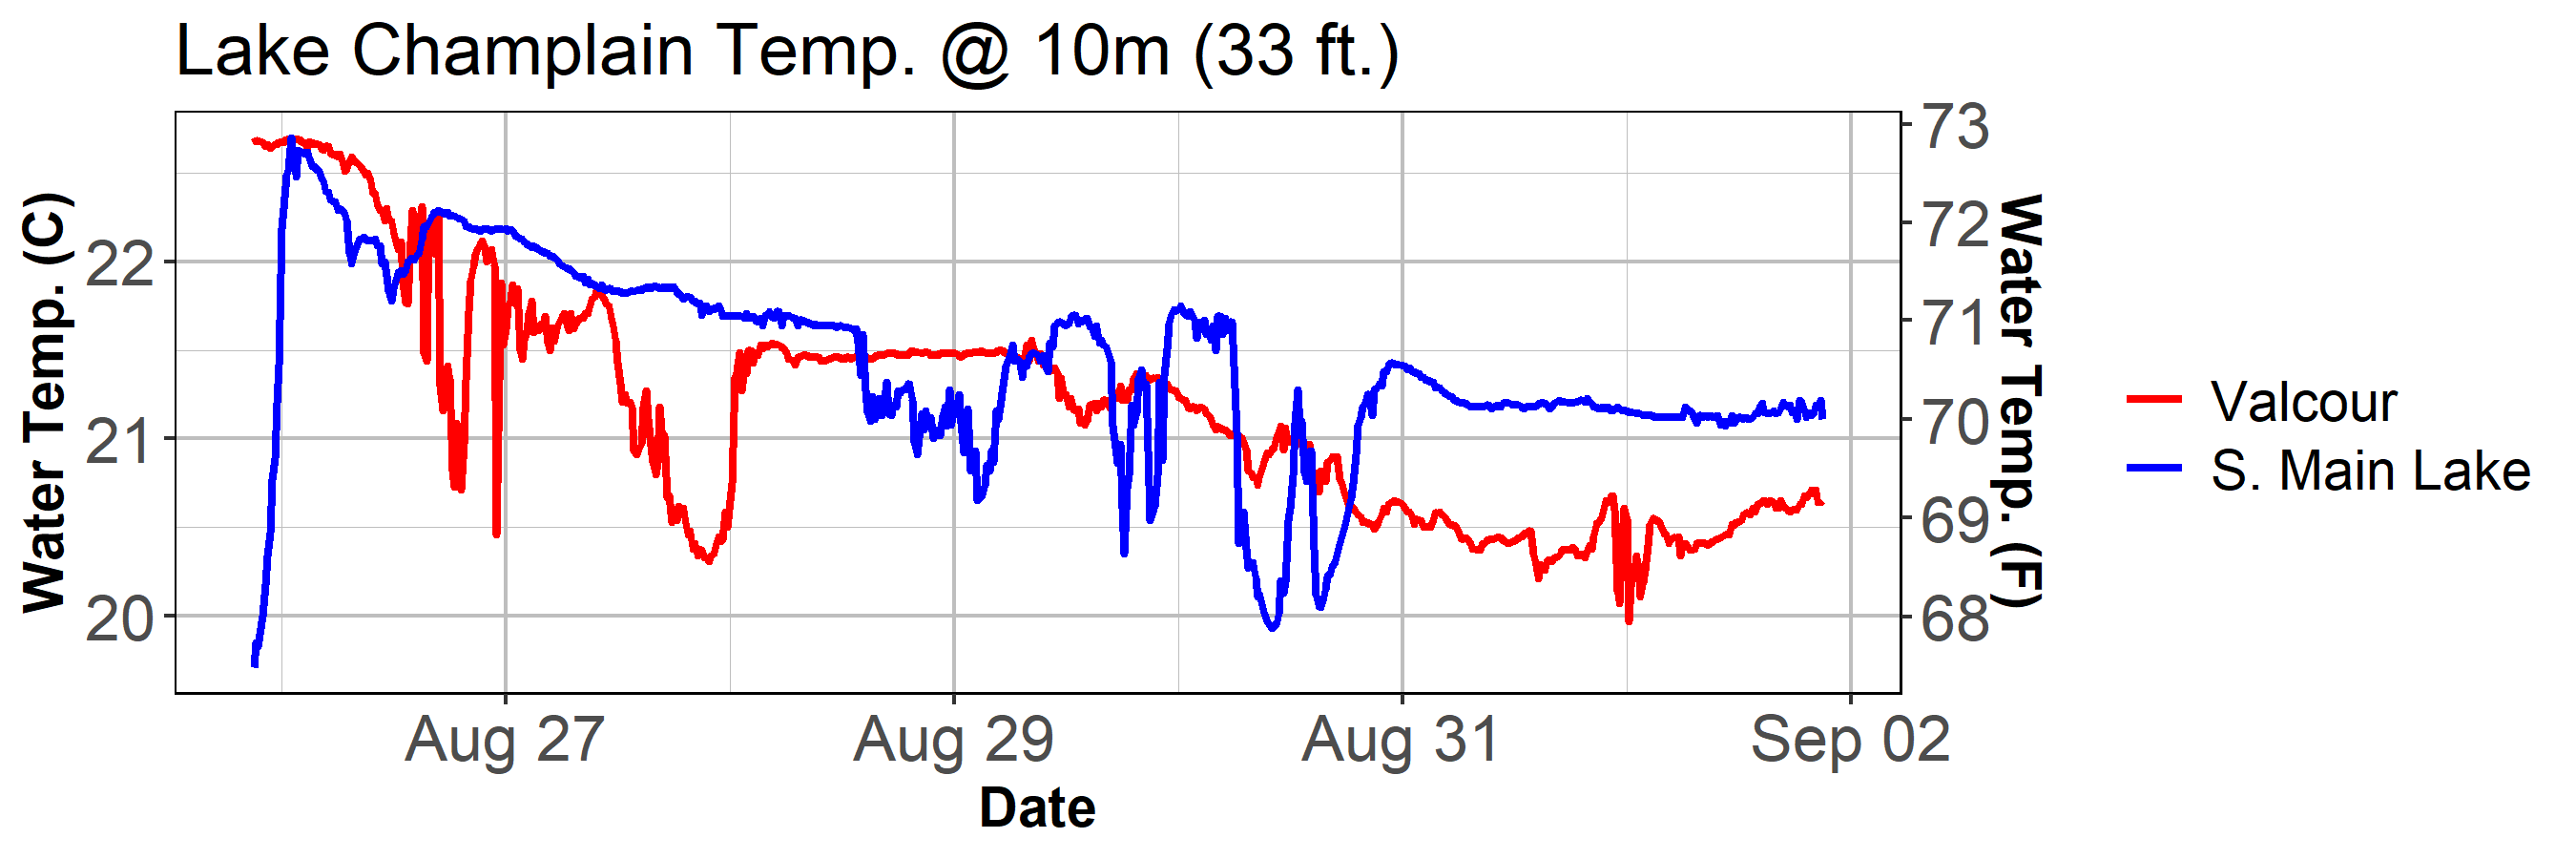 Lake Champlain Temp. @ 10m (33 ft.)
Water Temp. (C)
22
21
20
73
72
71
70
69
68
Water Temp. (F)
Aug 27
Aug 29
Aug 31
Sep 02
Date
Valcour
S. Main Lake